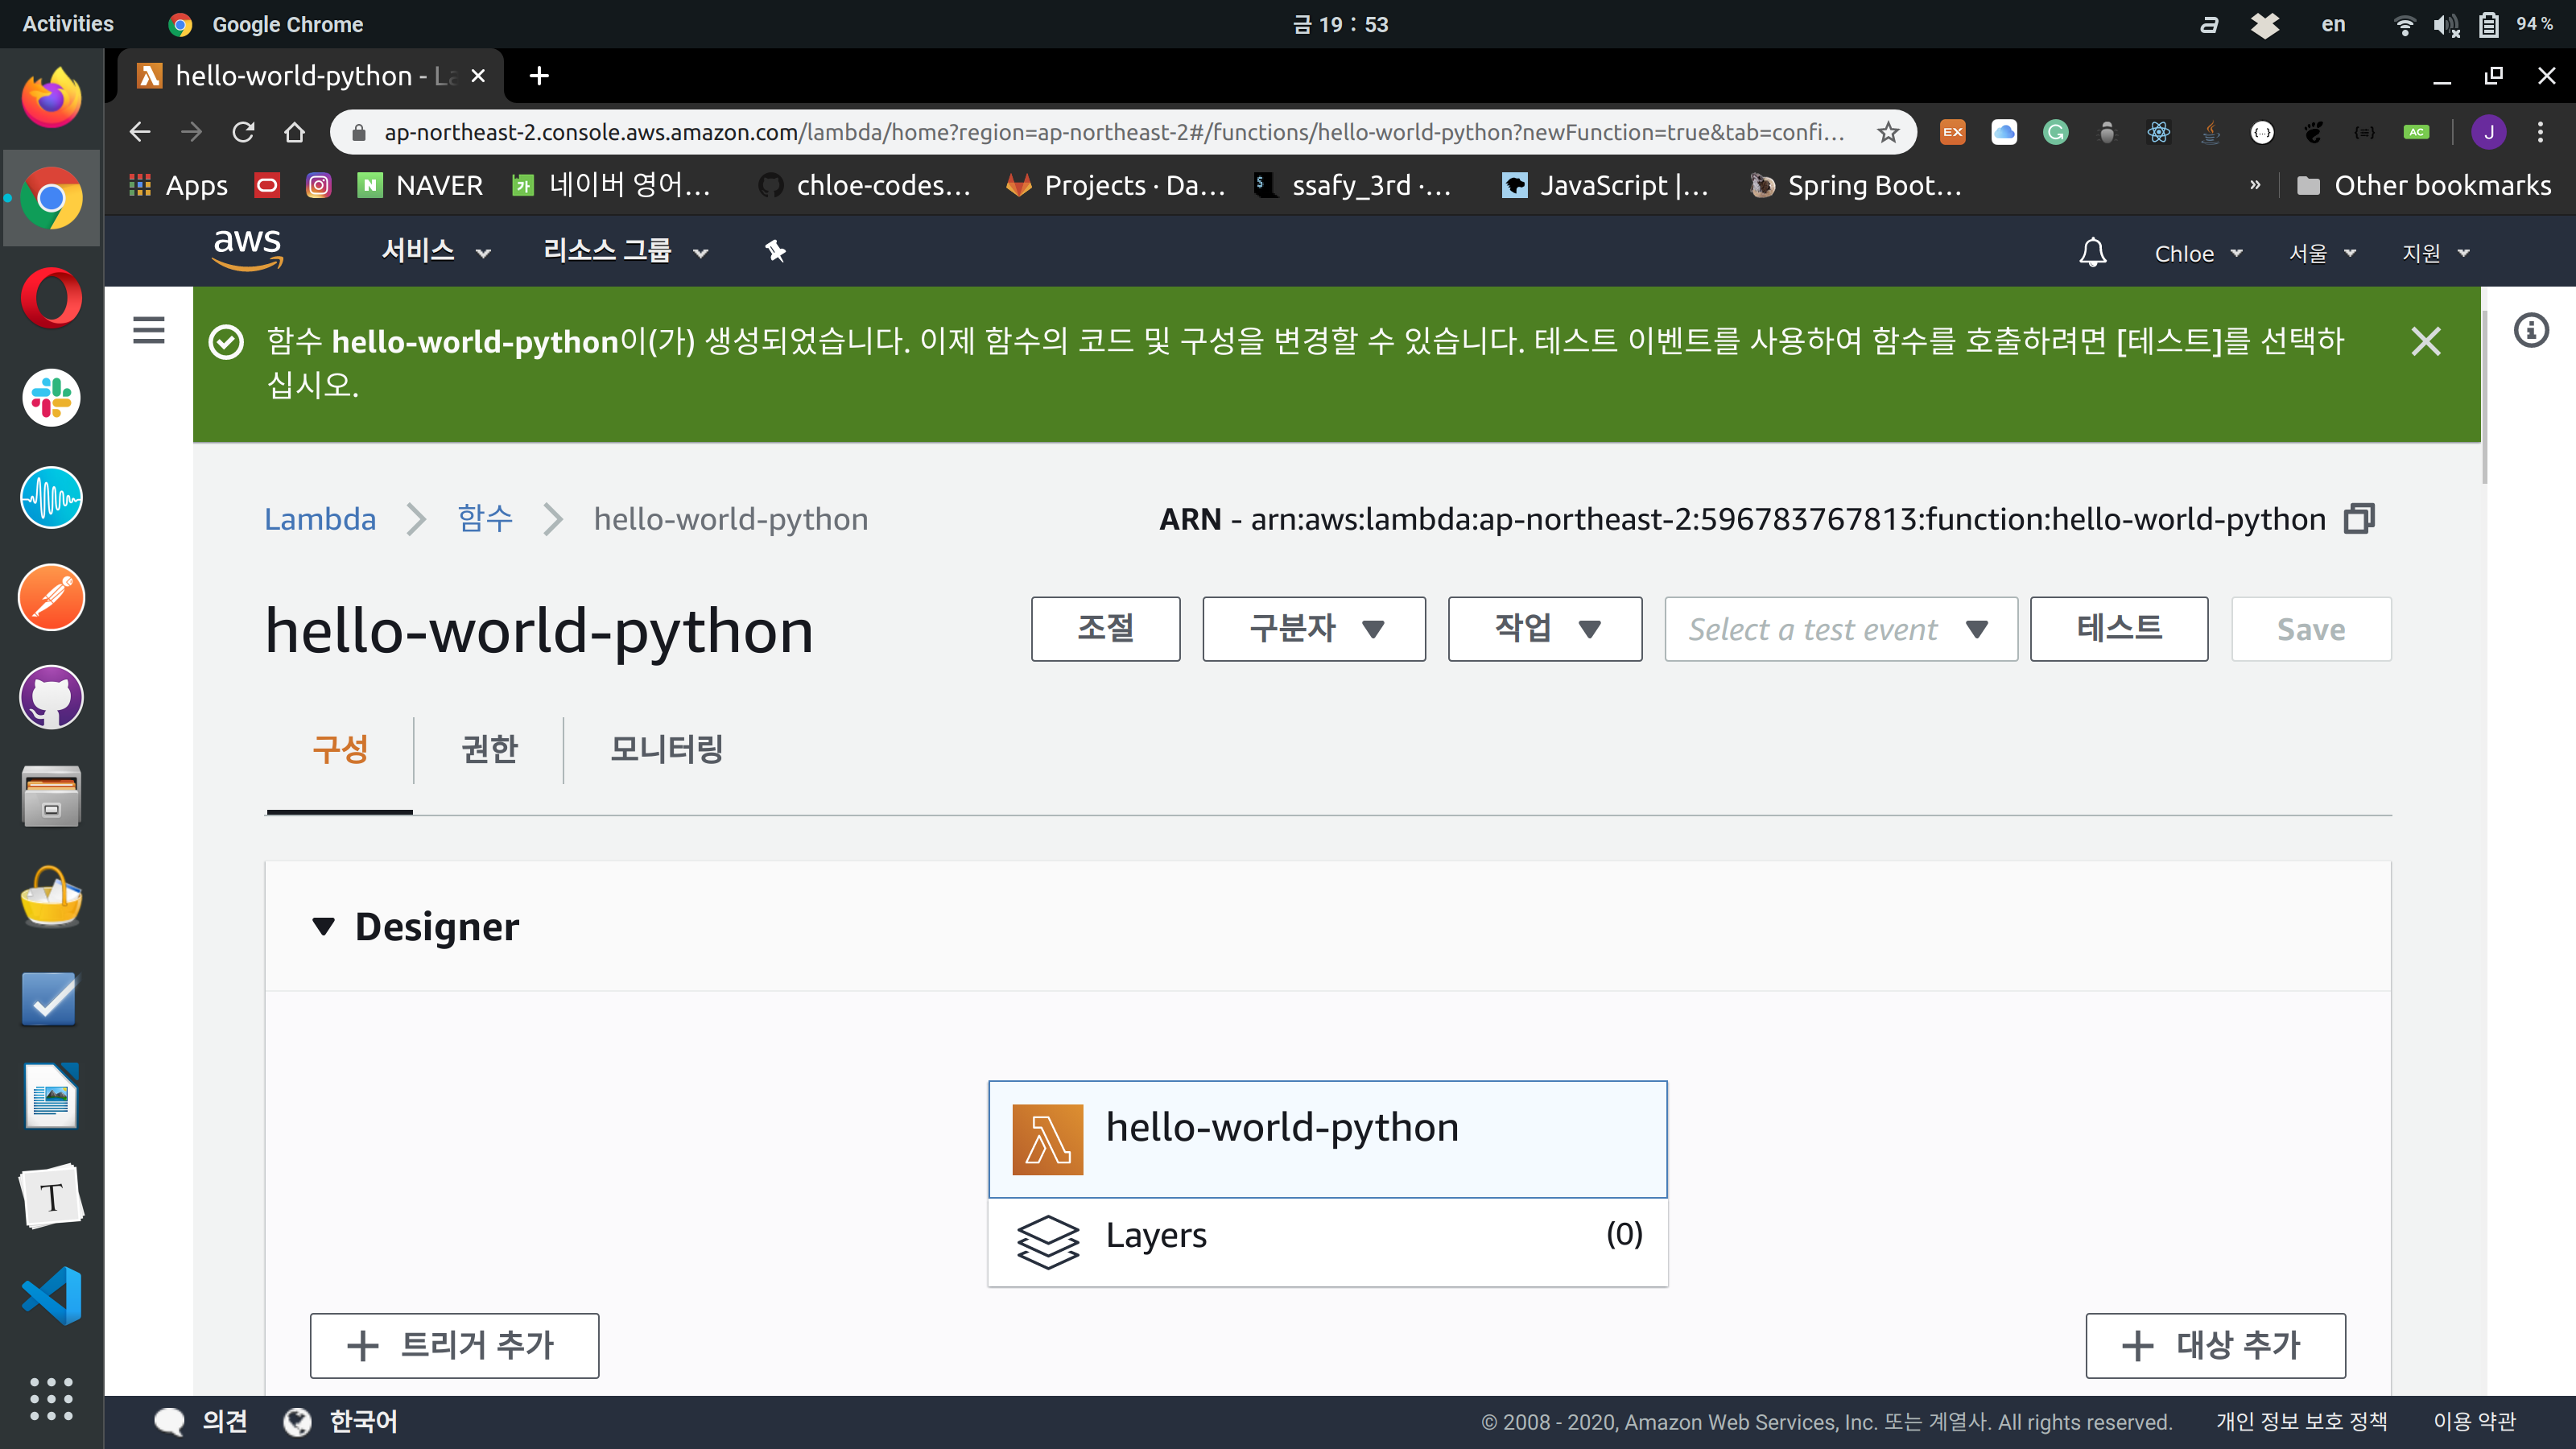 Activities
Google Chrome
금 19 : 53
en
94 %
hello-world-python - La
ap-northeast-2.console.aws.amazon.com/lambda/home?region=ap-northeast-2#/functions/hello-world-python?newFunction=true&tab=confi...
EX
AC
J
Apps
NAVER
네이버 영어...
chloe-codes...
Projects · Da...
ssafy_3rd ·...
JavaScript |...
Spring Boot...
»
Other bookmarks
aws
서비스
리소스 그룹
Chloe
서울
지원
함수 hello-world-python이(가) 생성되었습니다. 이제 함수의 코드 및 구성을 변경할 수 있습니다. 테스트 이벤트를 사용하여 함수를 호출하려면 [테스트]를 선택하
십시오.
Lambda
함수
hello-world-python
ARN - arn:aws:lambda:ap-northeast-2:596783767813:function:hello-world-python
hello-world-python
조절
구분자
작업
Select a test event
테스트
Save
구성
권한
모니터링
Designer
hello-world-python
Layers
(0)
트리거 추가
대상 추가
의견
한국어
© 2008 - 2020, Amazon Web Services, Inc. 또는 계열사. All rights reserved.
개인 정보 보호 정책
이용 약관